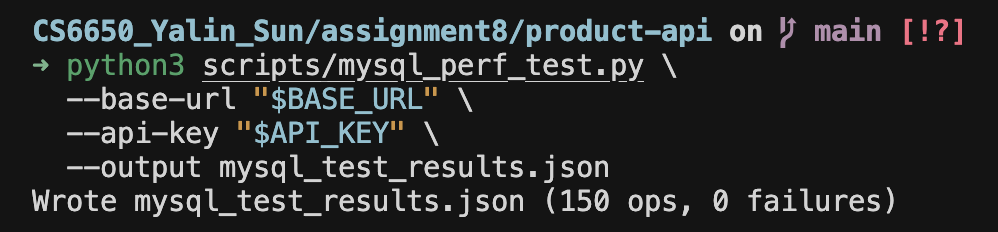 CS6650_Yalin_Sun/assignment8/product-api on  main [!?]
➜ python3 scripts/mysql_perf_test.py \
--base-url "$BASE_URL" \
--api-key "$API_KEY" \
--output mysql_test_results.json
Wrote mysql_test_results.json (150 ops, 0 failures)